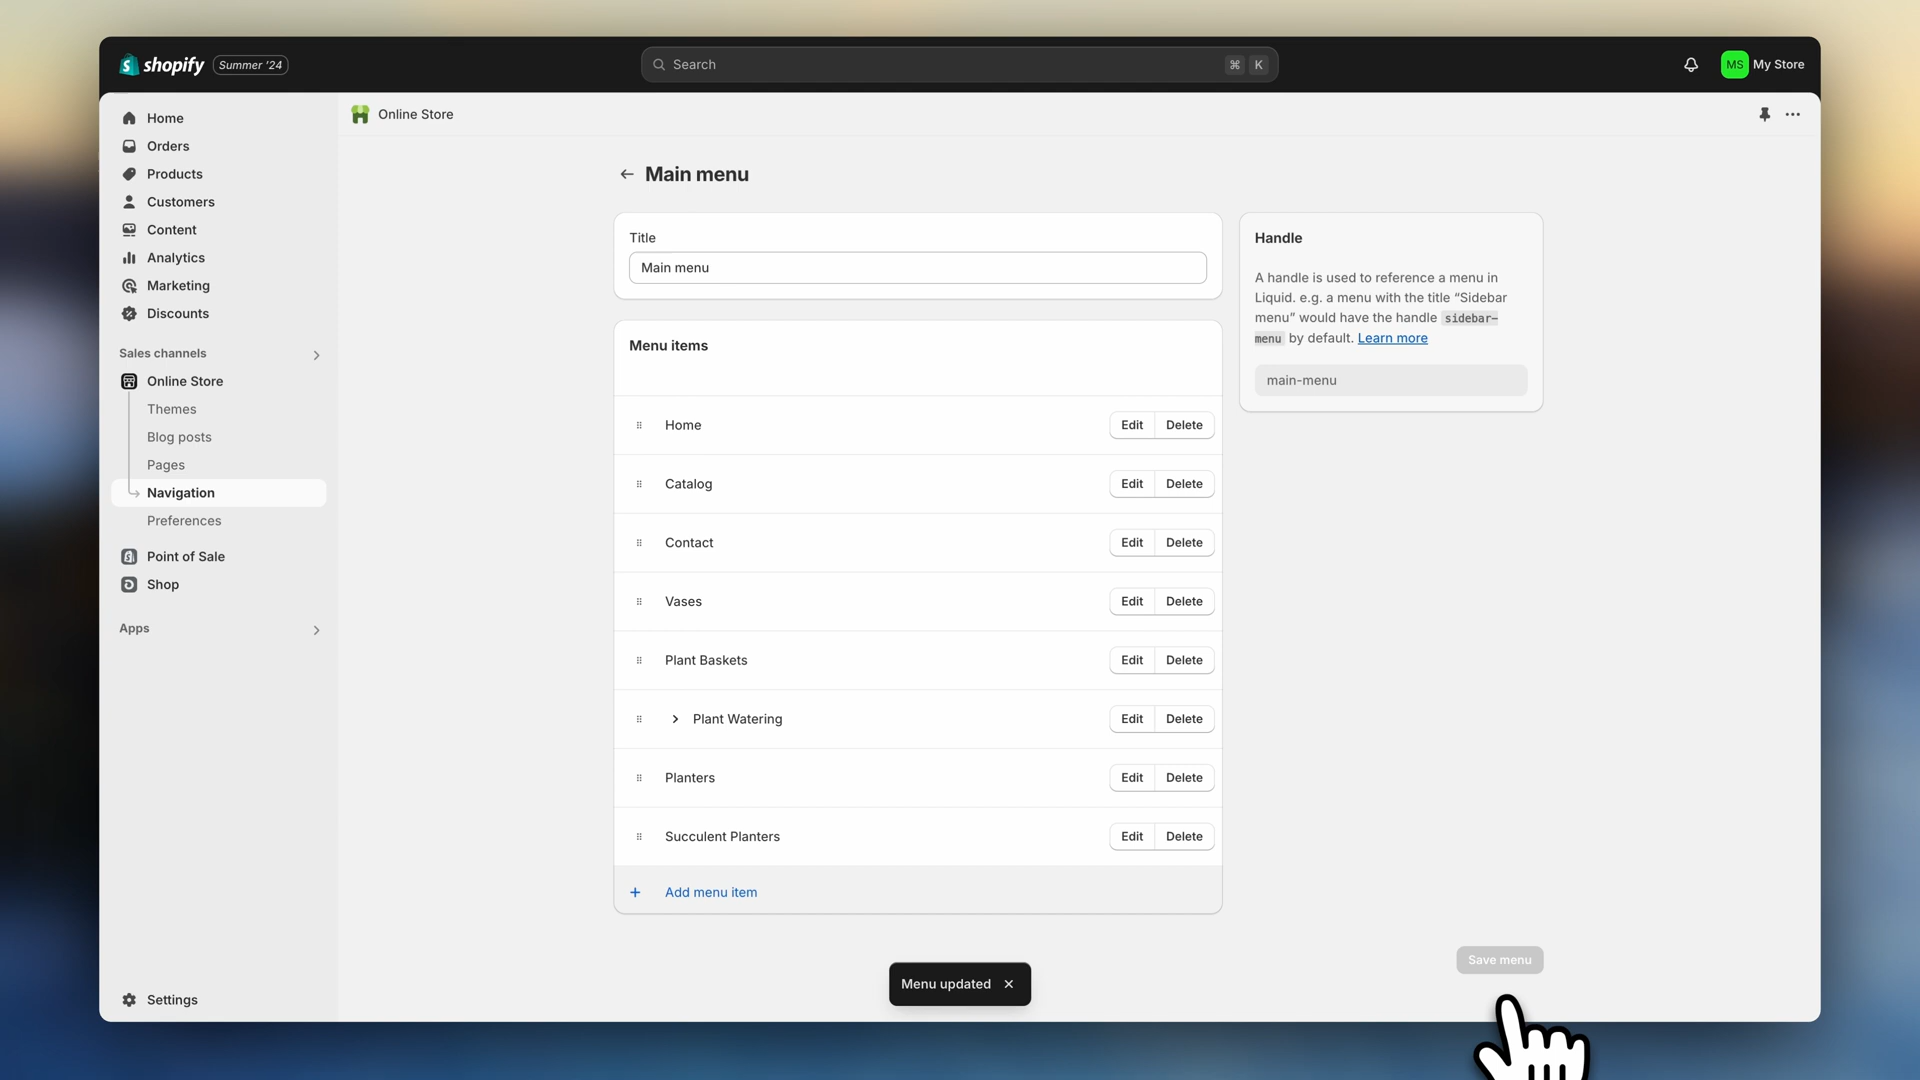 shopify
Summer '24
Search
⌘ K
MS
My Store
Home
Orders
Products
Customers
Content
Analytics
Marketing
Discounts
Sales channels
Online Store
Themes
Blog posts
Pages
Navigation
Preferences
Point of Sale
Shop
Apps
Settings
Online Store
Main menu
Title
Main menu
Menu items
Home
Edit
Delete
Catalog
Edit
Delete
Contact
Edit
Delete
Vases
Edit
Delete
Plant Baskets
Edit
Delete
Plant Watering
Edit
Delete
Planters
Edit
Delete
Succulent Planters
Edit
Delete
+ Add menu item
Handle
A handle is used to reference a menu in
Liquid. e.g. a menu with the title “Sidebar
menu” would have the handle sidebar-
menu by default. Learn more
main-menu
Save menu
Menu updated